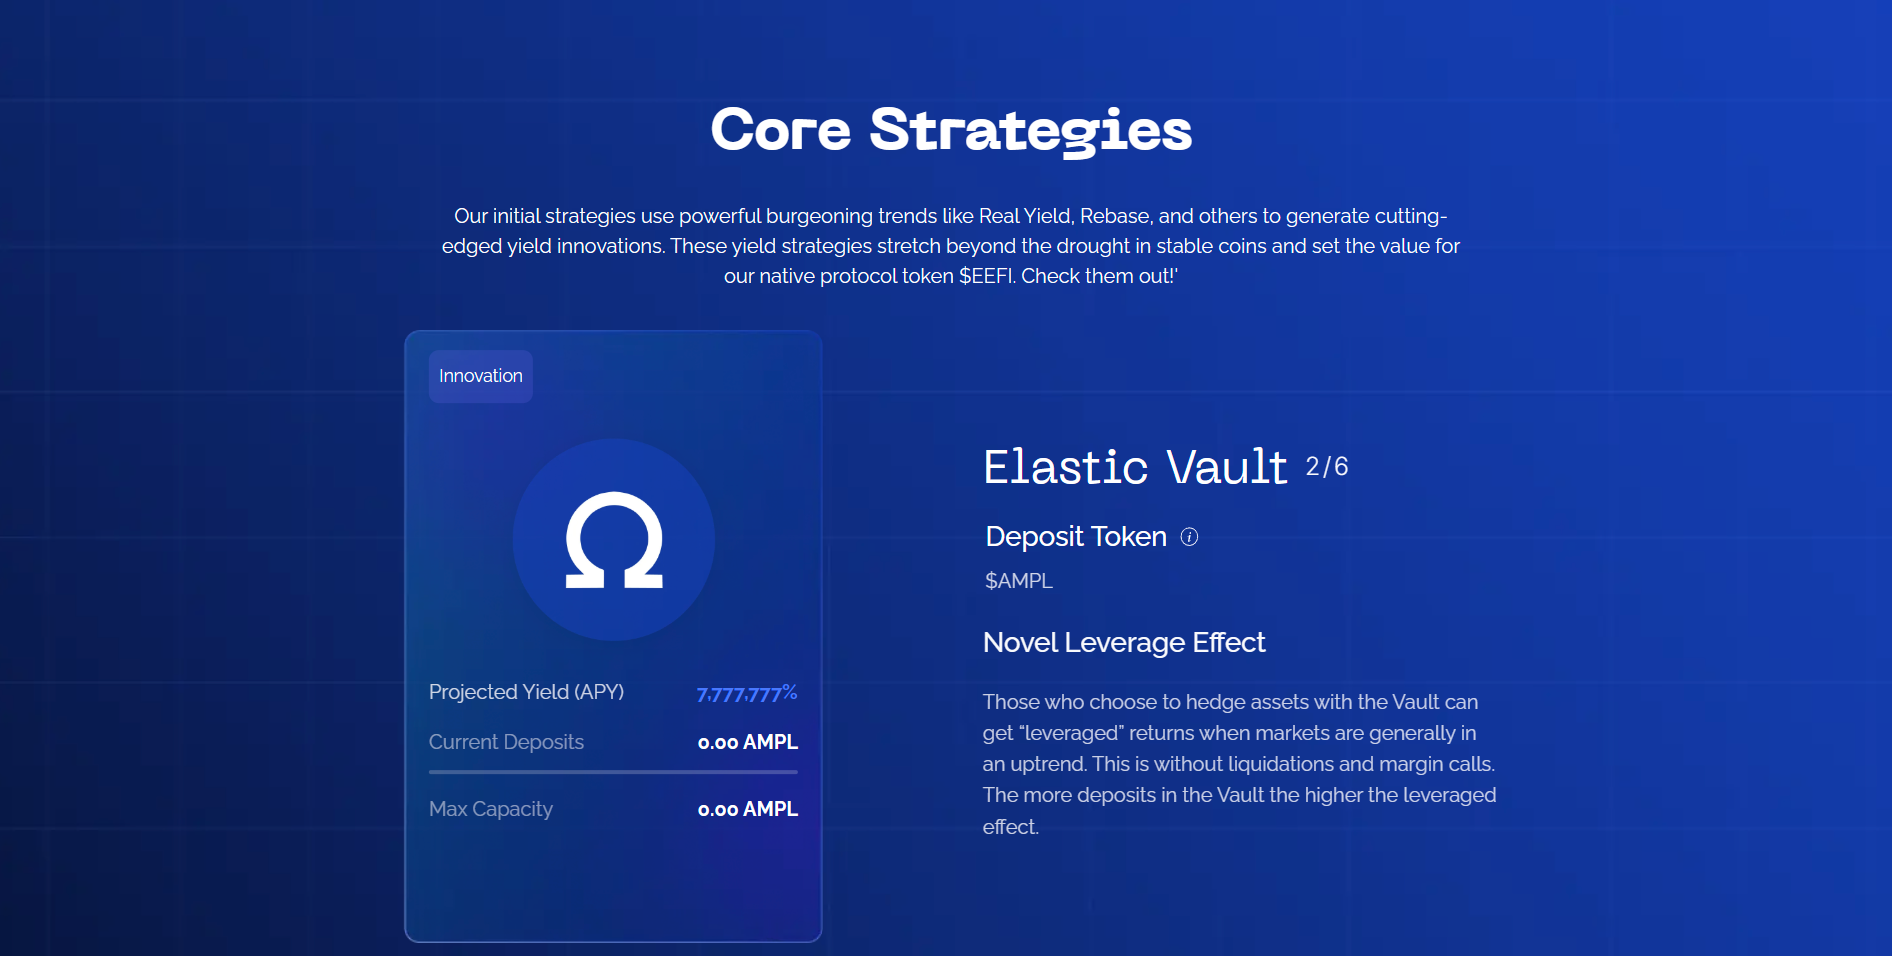 Core Strategies
Our initial strategies use powerful burgeoning trends like Real Yield, Rebase, and others to generate cutting-
edged yield innovations. These yield strategies stretch beyond the drought in stable coins and set the value for
our native protocol token $EEFI. Check them out!'
Innovation
Ω
Projected Yield (APY) 7,777,777%
Current Deposits 0.00 AMPL
Max Capacity 0.00 AMPL
Elastic Vault 2/6
Deposit Token i
$AMPL
Novel Leverage Effect
Those who choose to hedge assets with the Vault can
get “leveraged” returns when markets are generally in
an uptrend. This is without liquidations and margin calls.
The more deposits in the Vault the higher the leveraged
effect.